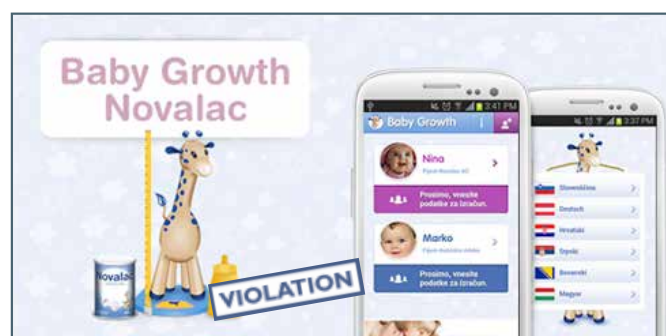 Baby Growth
Novalac
Novalac
VIOLATION
3:41 PM
Baby Growth
Nina
Prosimo, vnesite
podatke za izračun.
Marko
Prosimo, vnesite
podatke za izračun.
3:37 PM
Slovenščina
Deutsch
Hrvatski
Srpski
Bosanski
Magyar